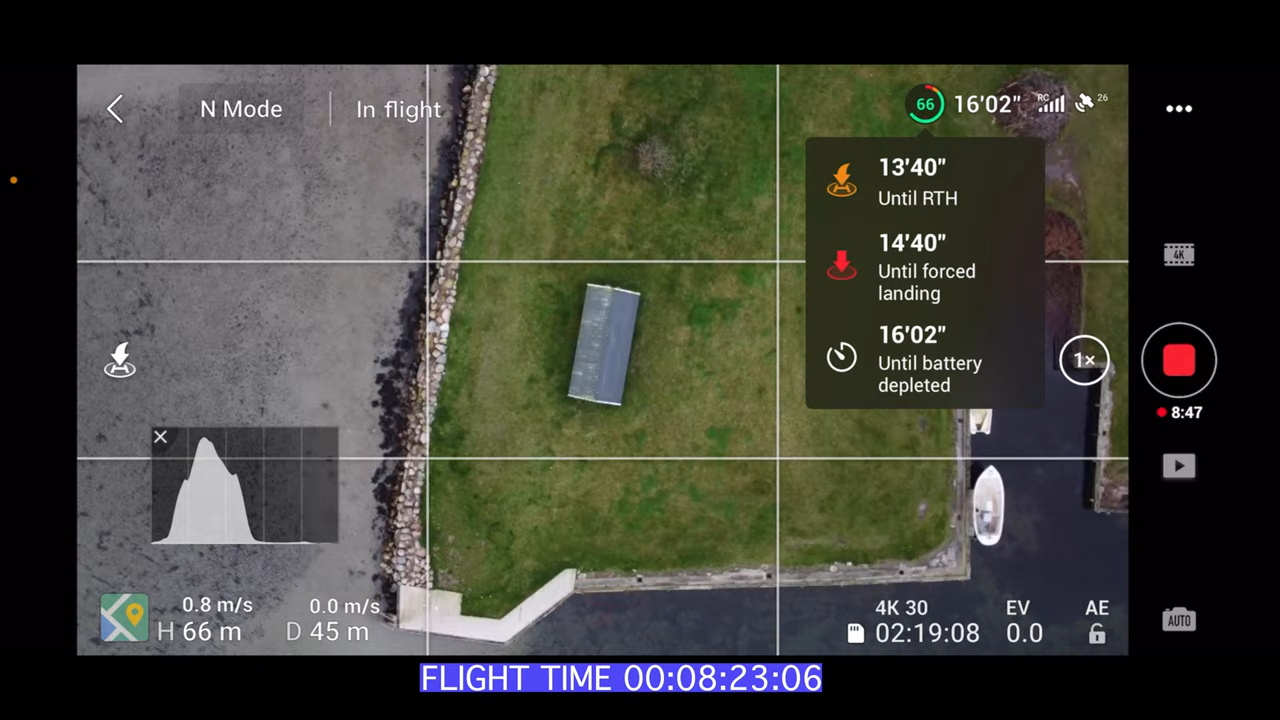 N Mode
In flight
66
16'02"
RC
26
13'40"
Until RTH
14'40"
Until forced
landing
16'02"
Until battery
depleted
4K
1×
8:47
0.8 m/s
0.0 m/s
H 66 m
D 45 m
4K 30
02:19:08
EV
0.0
AE
AUTO
FLIGHT TIME 00:08:23:06